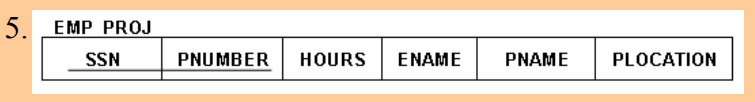 5. EMP PROJ
SSN PNUMBER HOURS ENAME PNAME PLOCATION